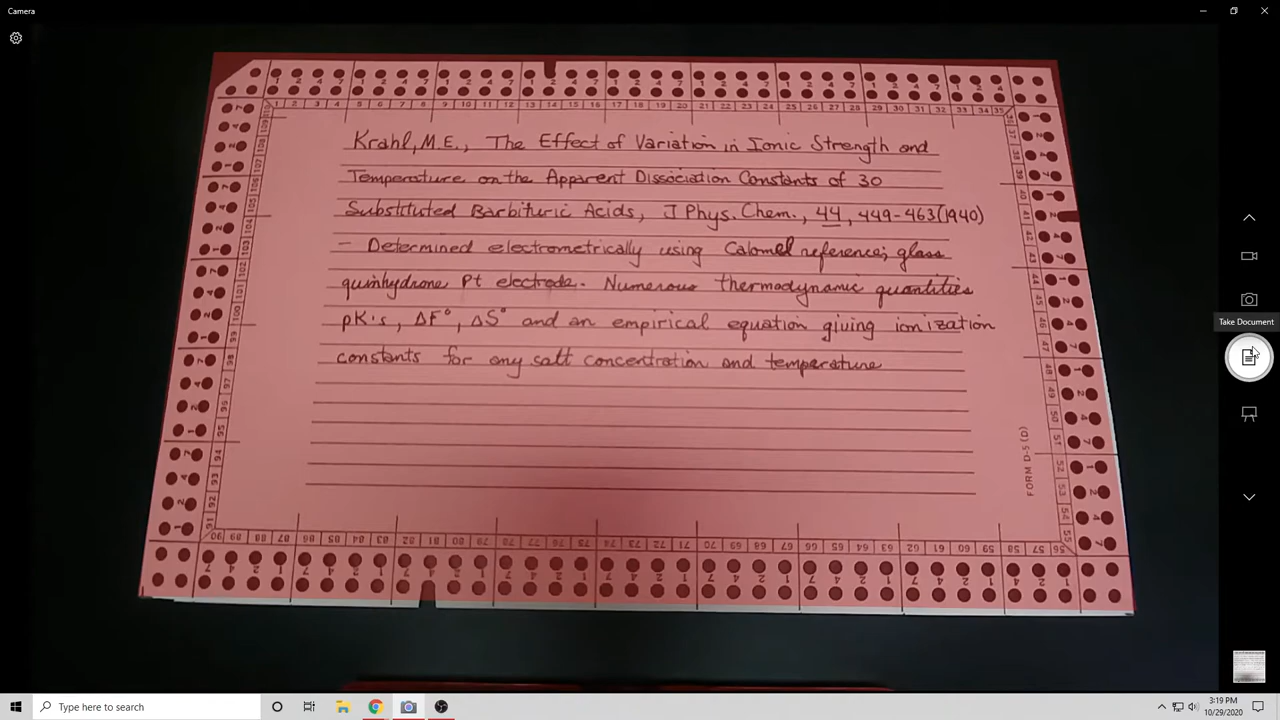 Camera
Krahl, M.E., The Effect of Variation in Ionic Strength and
Temperature on the Apparent Dissociation Constants of 30
Substituted Barbituric Acids, J Phys. Chem., 44, 449-463 (1940)
- Determined electrometrically using Calomel reference; glass
quinhydrone Pt electrode. Numerous thermodynamic quantities
pK's, ΔF°, ΔS° and an empirical equation giving ionization
constants for any salt concentration and temperature
FORM D-5 (D)
Take Document
Type here to search
3:19 PM
10/29/2020